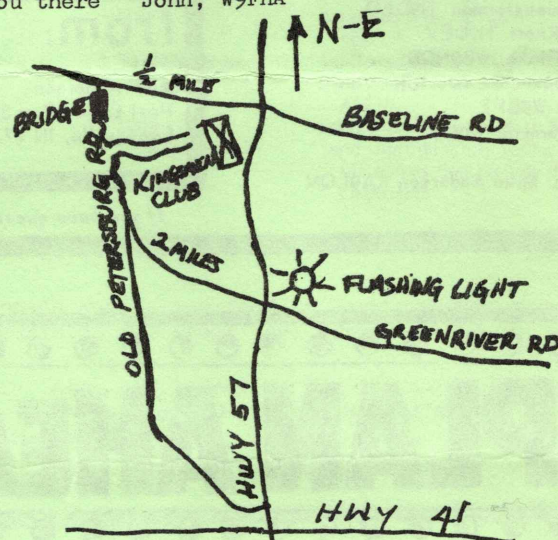 ou there John, W9PHA
N-E
1/2 MILE
BRIDGE
BASELINE RD
KINGSMEN
CLUB
2 MILES
FLASHING LIGHT
GREENRIVER RD
OLD PETERSBURG RD
HWY 57
HWY 41